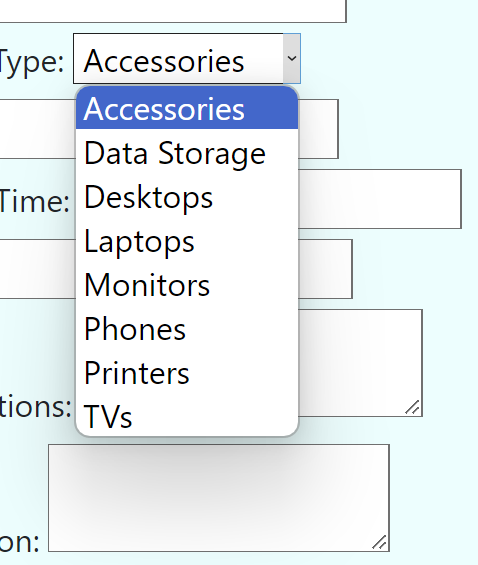 Type: Accessories
Accessories
Data Storage
Desktops
Time:
Laptops
Monitors
Phones
Printers
tions:
TVs
on: